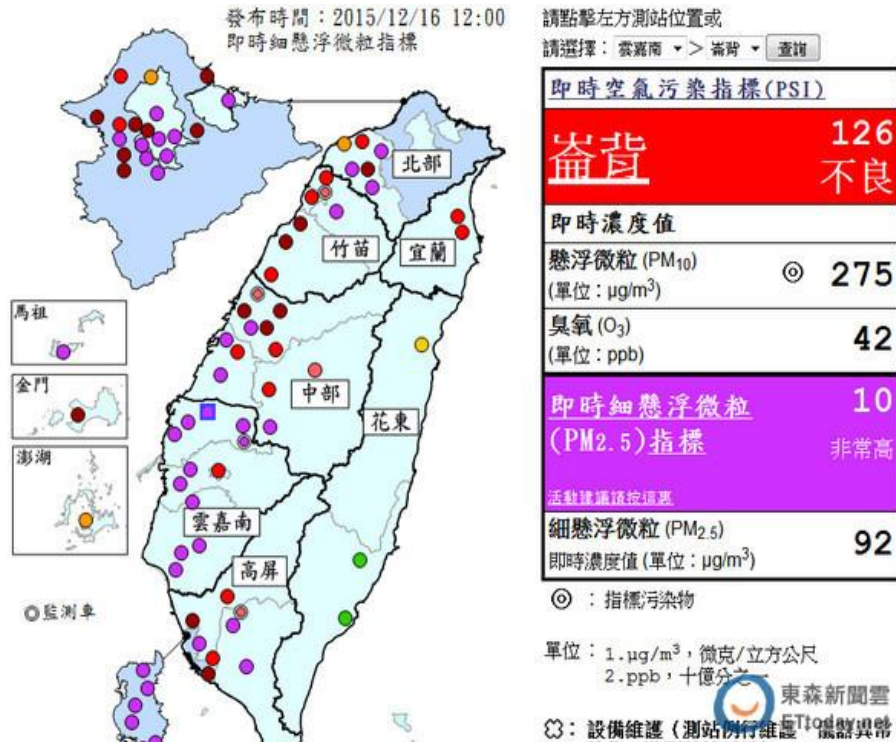 發布時間：2015/12/16 12:00
即時細懸浮微粒指標
北部
竹苗
宜蘭
馬祖
金門
中部
花東
澎湖
雲嘉南
高屏
◎監測車
請點擊左方測站位置或
請選擇：雲嘉南 > 崙背 查詢
即時空氣污染指標(PSI)
崙背 126
不良
即時濃度值
懸浮微粒 (PM10)
(單位：μg/m3) ◎ 275
臭氧 (O3)
(單位：ppb) 42
即時細懸浮微粒 10
(PM2.5)指標 非常高
活動建議請按這裏
細懸浮微粒 (PM2.5)
即時濃度值 (單位：μg/m3) 92
◎ ：指標污染物
單位：1.μg/m3，微克/立方公尺
2.ppb，十億分之一
東森新聞雲
ETtoday.net
：設備維護 (測站例行維護、儀器異常